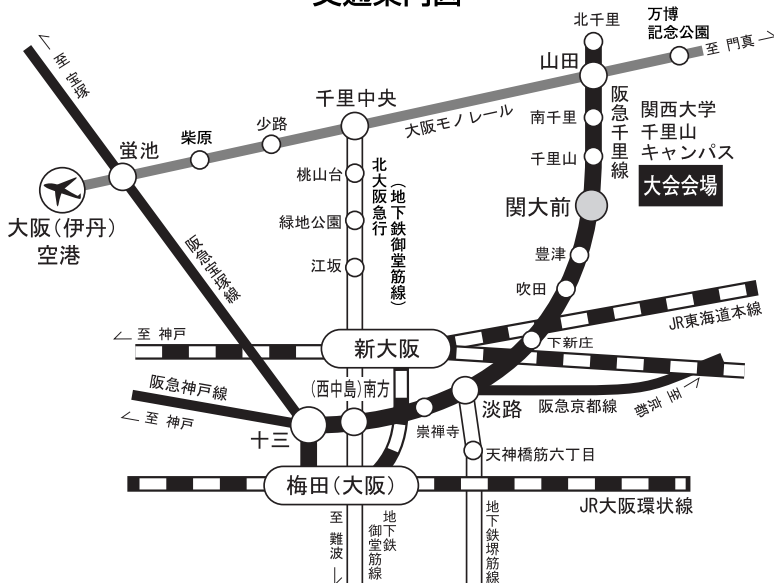 交通案内図
北千里
万博
記念公園
至 門真
山田
至 宝塚
千里中央
大阪モノレール
南千里
阪急千里線
関西大学
千里山
キャンパス
大会会場
少路
柴原
蛍池
千里山
桃山台
北大阪急行
(地下鉄御堂筋線)
関大前
大阪(伊丹)
空港
緑地公園
阪急宝塚線
豊津
江坂
吹田
JR東海道本線
至 神戸
新大阪
下新庄
阪急神戸線
(西中島)南方
至 神戸
淡路
阪急京都線
至 京都
十三
崇禅寺
天神橋筋六丁目
梅田(大阪)
JR大阪環状線
至 難波
地下鉄
御堂筋線
地下鉄堺筋線